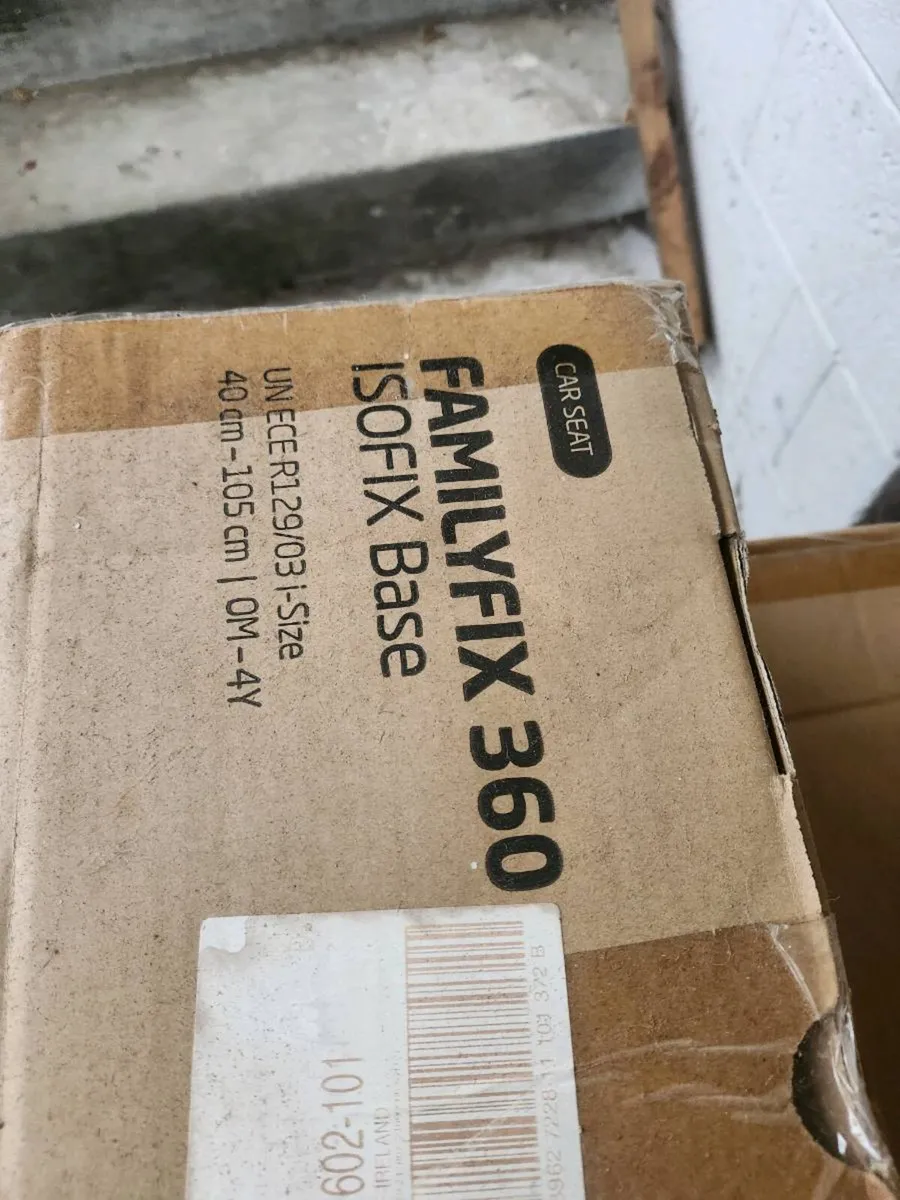 CAR SEAT
FAMILYFIX 360
ISOFIX Base
UN ECE R129/03 i-Size
40 cm - 105 cm | 0M - 4Y
602-101
IRELAND